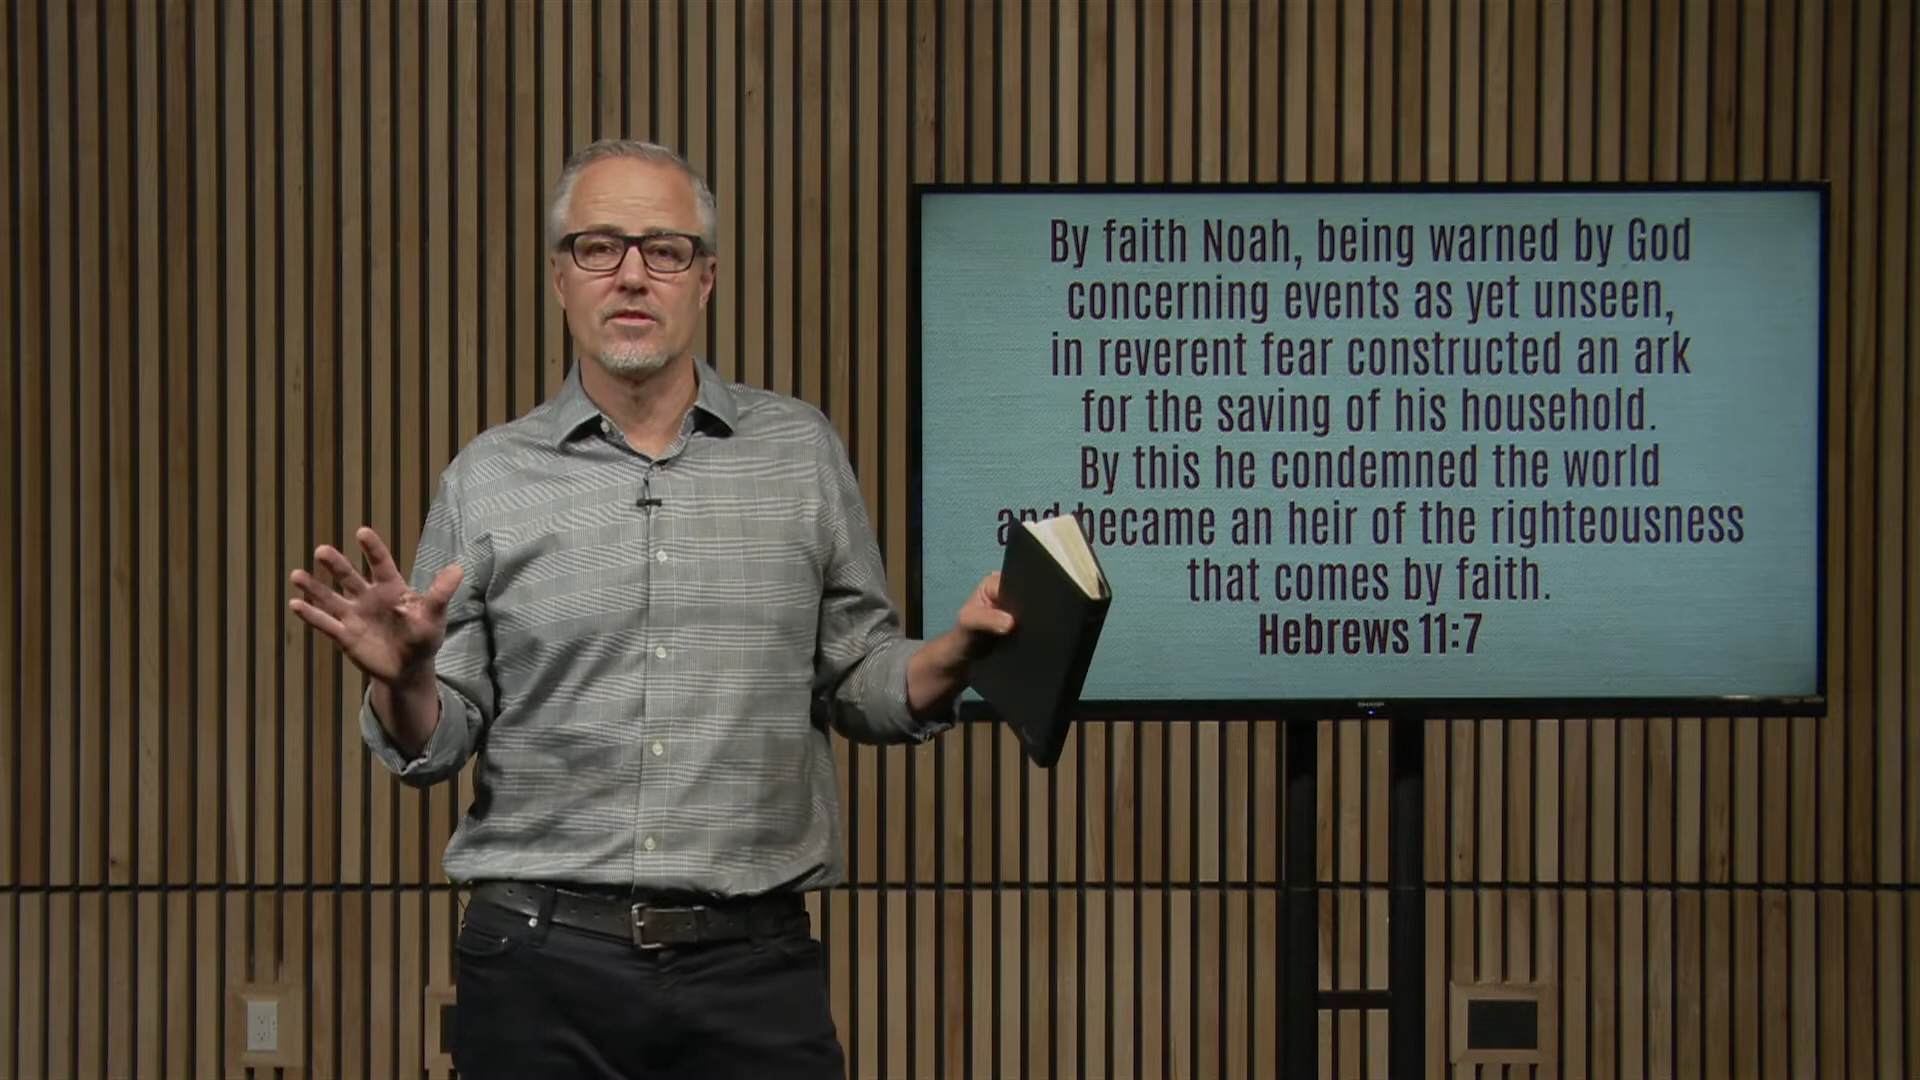 By faith Noah, being warned by God
concerning events as yet unseen,
in reverent fear constructed an ark
for the saving of his household.
By this he condemned the world
and became an heir of the righteousness
that comes by faith.
Hebrews 11:7
SHARP